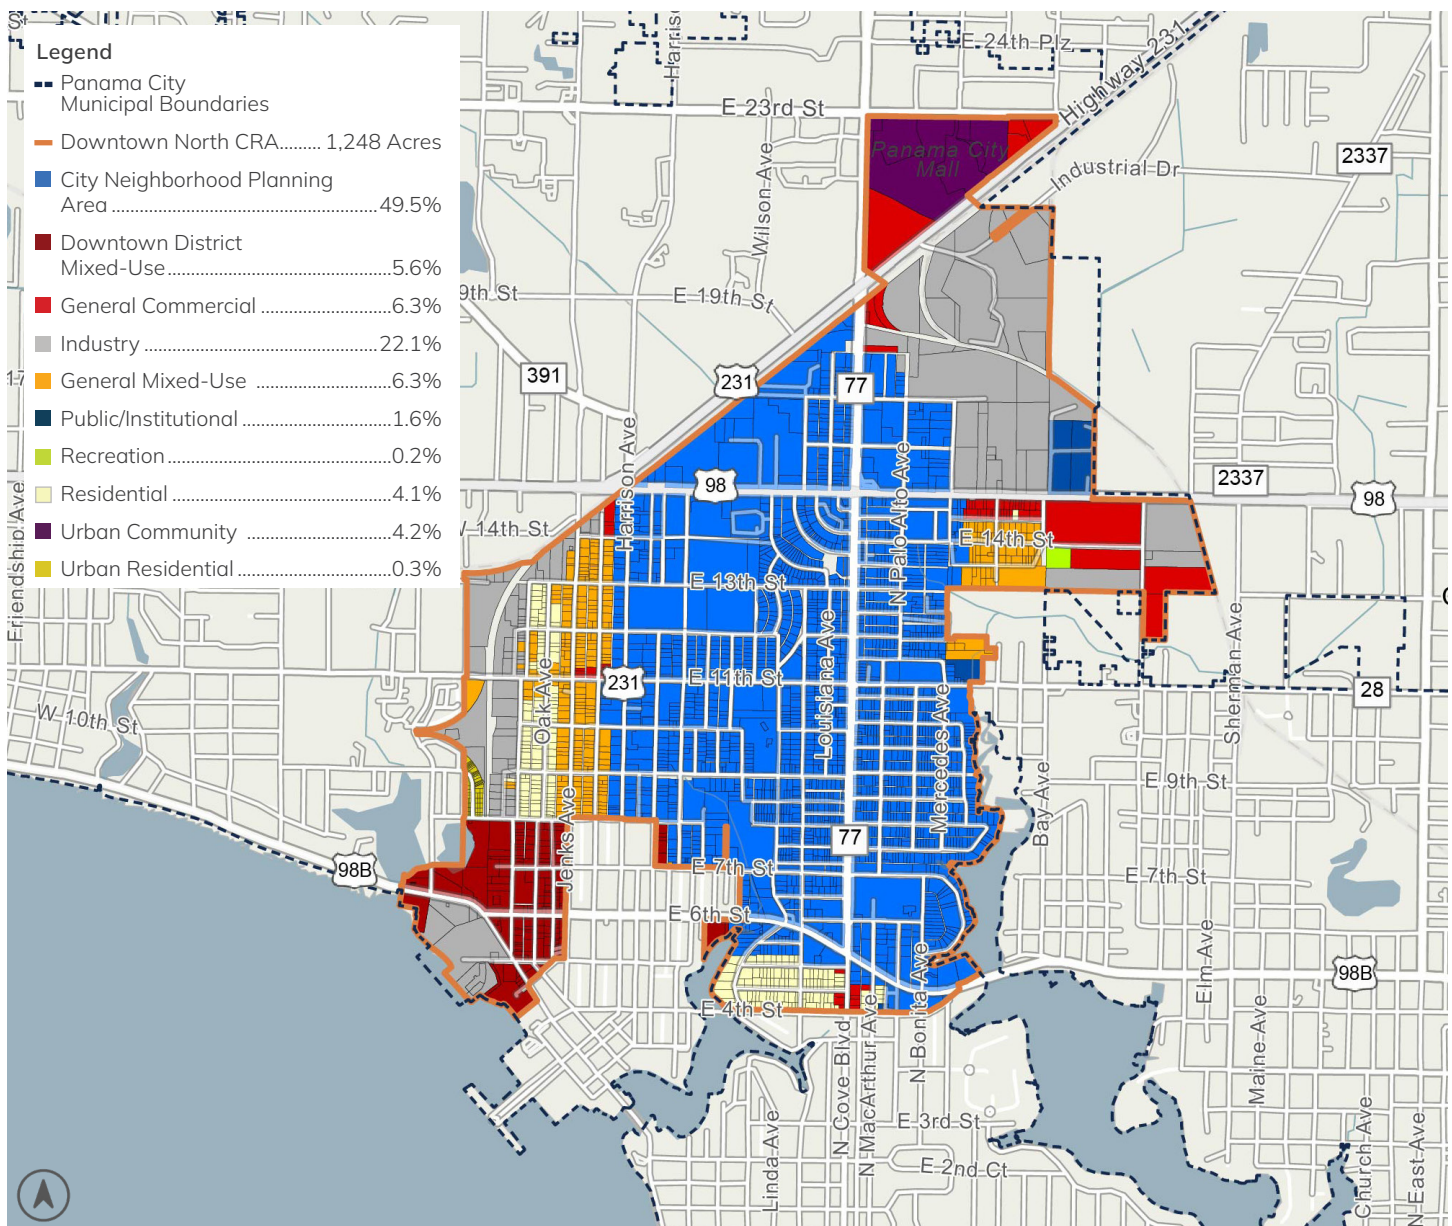 Legend
Panama City
Municipal Boundaries
Downtown North CRA........ 1,248 Acres
City Neighborhood Planning
Area ........ 49.5%
Downtown District
Mixed-Use ........ 5.6%
General Commercial ........ 6.3%
Industry ........ 22.1%
General Mixed-Use ........ 6.3%
Public/Institutional ........ 1.6%
Recreation ........ 0.2%
Residential ........ 4.1%
Urban Community ........ 4.2%
Urban Residential ........ 0.3%
St
E 24th Plz
Highway 231
E 23rd St
Panama City
Mall
2337
Industrial Dr
Wilson Ave
9th St
E 19th St
391
231
77
17
Harrison Ave
98
N Palo Alto Ave
2337
98
Friendship Ave
W 14th St
E 14th St
E 13th St
Louisiana Ave
Sherman Ave
Oak Ave
231
E 11th St
Mercedes Ave
28
W 10th St
E 9th St
Bay Ave
Jenks Ave
77
98B
E 7th St
E 7th St
E 6th St
Elm Ave
98B
N Bonita Ave
E 4th St
N Cove Blvd
N MacArthur Ave
Maine Ave
E 3rd St
Linda Ave
E 2nd Ct
Church Ave
N East Ave